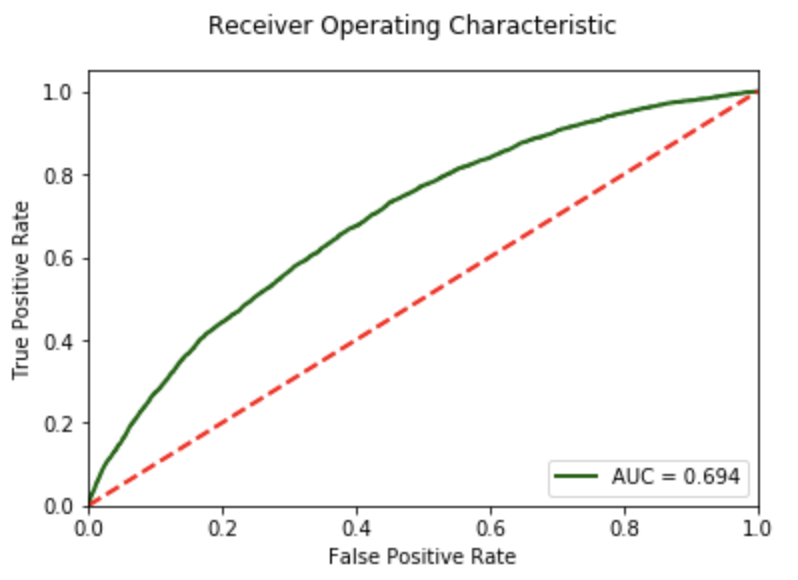 Receiver Operating Characteristic
True Positive Rate
1.0
0.8
0.6
0.4
0.2
0.0
AUC = 0.694
0.0 0.2 0.4 0.6 0.8 1.0
False Positive Rate